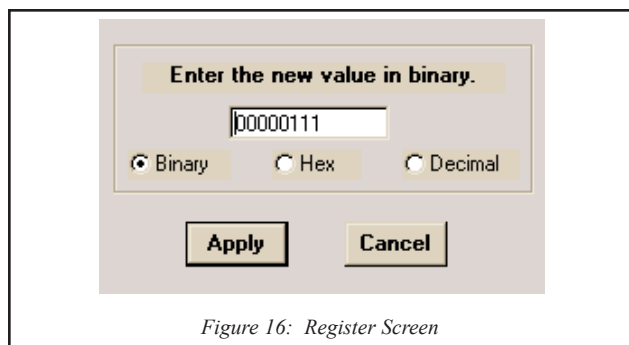 Enter the new value in binary.
00000111
Binary Hex Decimal
Apply Cancel
Figure 16: Register Screen